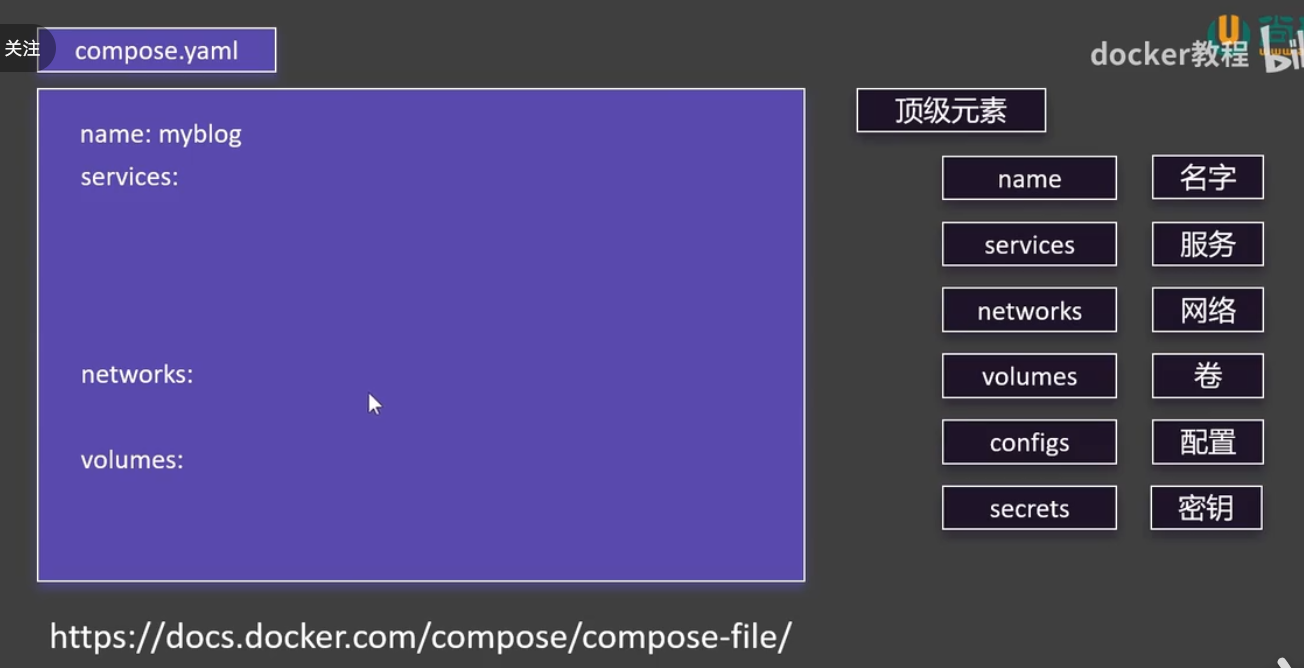 关注
compose.yaml
docker教程
name: myblog
services:
networks:
volumes:
顶级元素
name 名字
services 服务
networks 网络
volumes 卷
configs 配置
secrets 密钥
https://docs.docker.com/compose/compose-file/